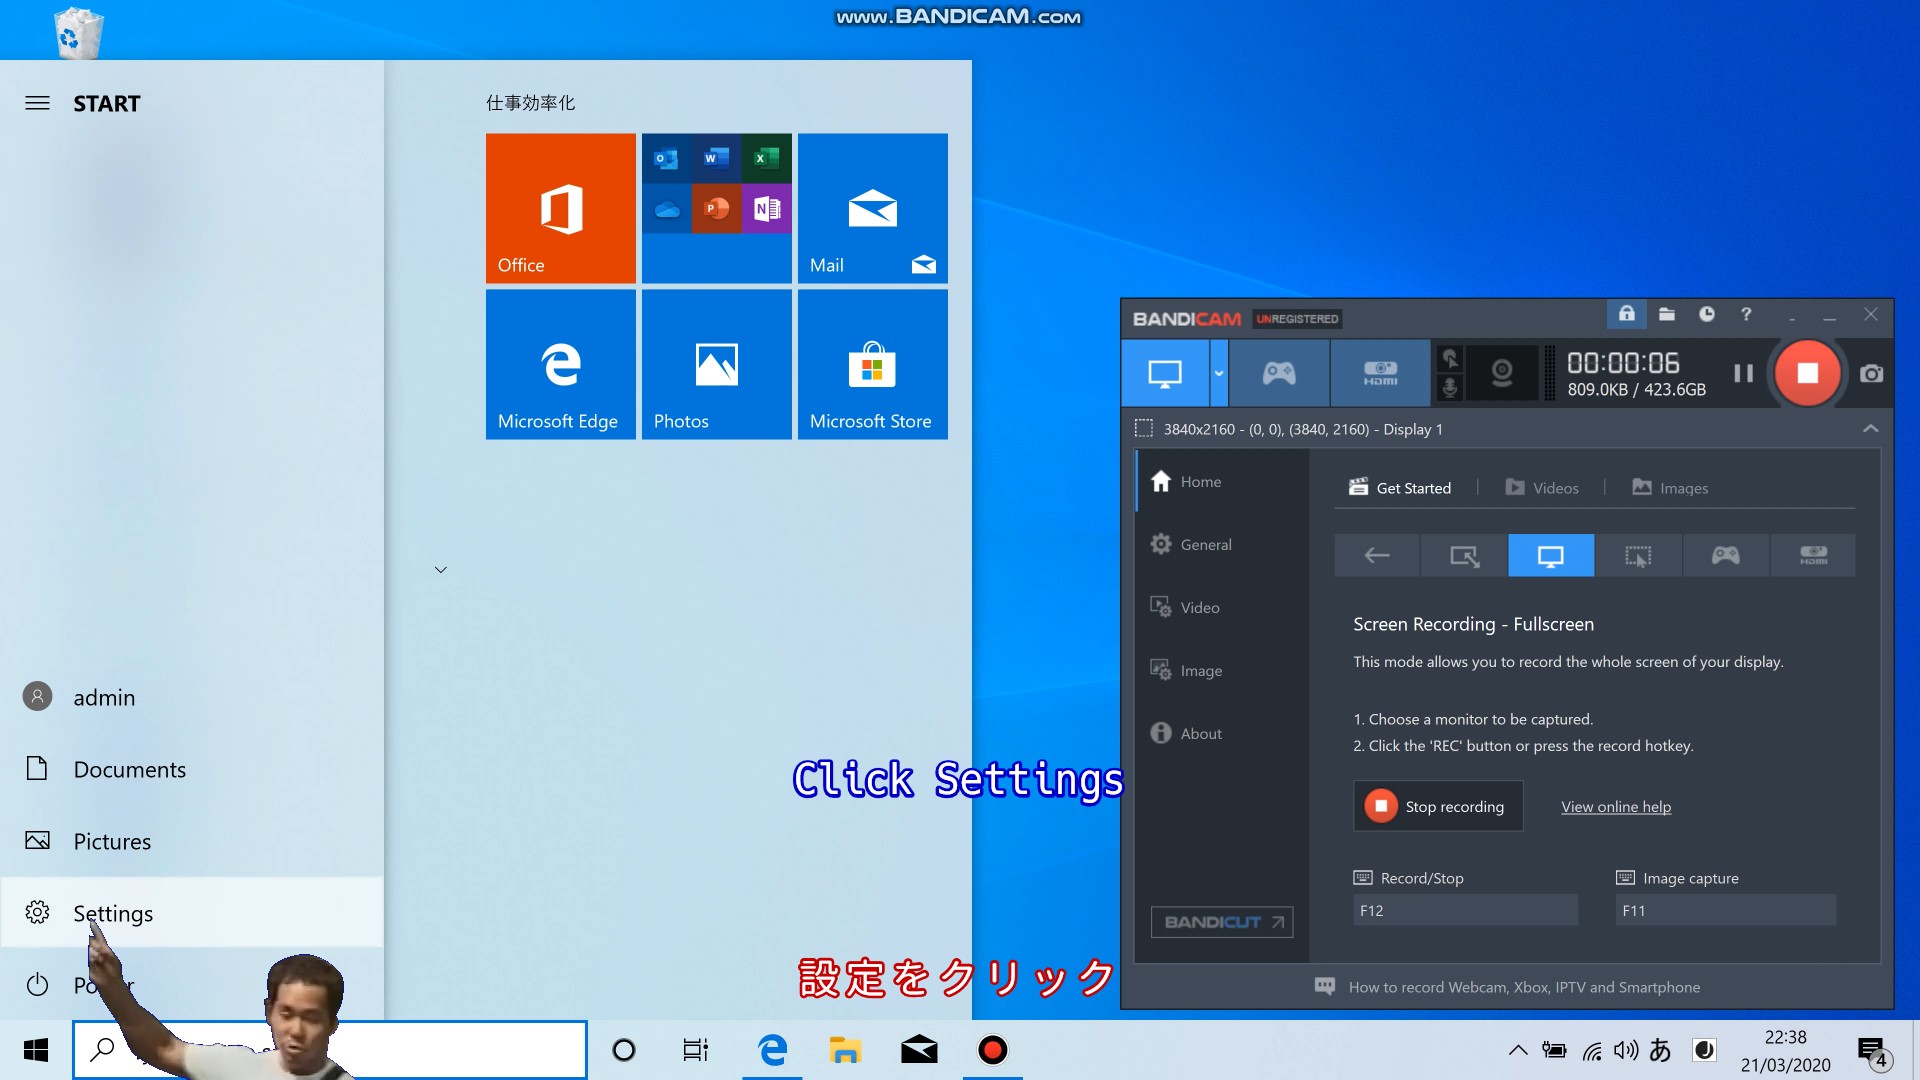 www.BANDICAM.com
START
仕事効率化
Office
Mail
Microsoft Edge
Photos
Microsoft Store
admin
Documents
Pictures
Settings
Click Settings
設定をクリック
BANDICAM UNREGISTERED
00:00:06
809.0KB / 423.6GB
HDMI
3840x2160 - (0, 0), (3840, 2160) - Display 1
Home
General
Video
Image
About
BANDICUT
Get Started
Videos
Images
HDMI
Screen Recording - Fullscreen
This mode allows you to record the whole screen of your display.
1. Choose a monitor to be captured.
2. Click the 'REC' button or press the record hotkey.
Stop recording
View online help
Record/Stop
Image capture
F12
F11
How to record Webcam, Xbox, IPTV and Smartphone
あ
22:38
21/03/2020
4